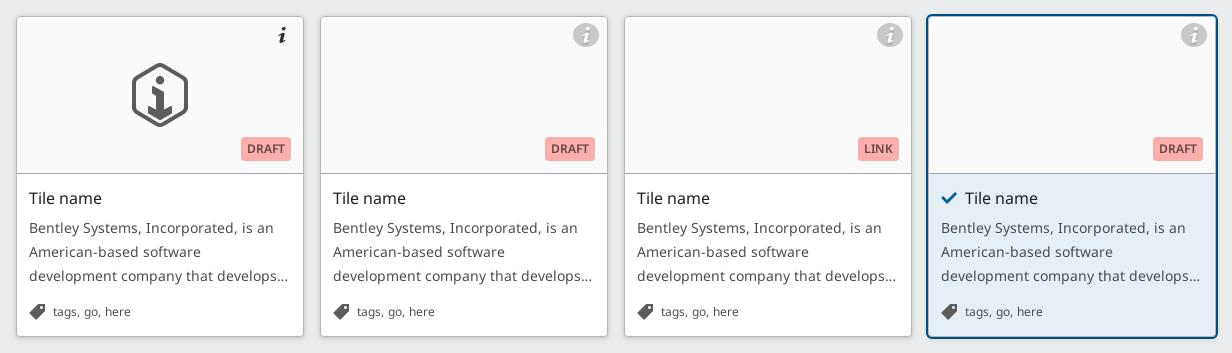 DRAFT
Tile name
Bentley Systems, Incorporated, is an
American-based software
development company that develops...
tags, go, here
DRAFT
Tile name
Bentley Systems, Incorporated, is an
American-based software
development company that develops...
tags, go, here
LINK
Tile name
Bentley Systems, Incorporated, is an
American-based software
development company that develops...
tags, go, here
DRAFT
Tile name
Bentley Systems, Incorporated, is an
American-based software
development company that develops...
tags, go, here